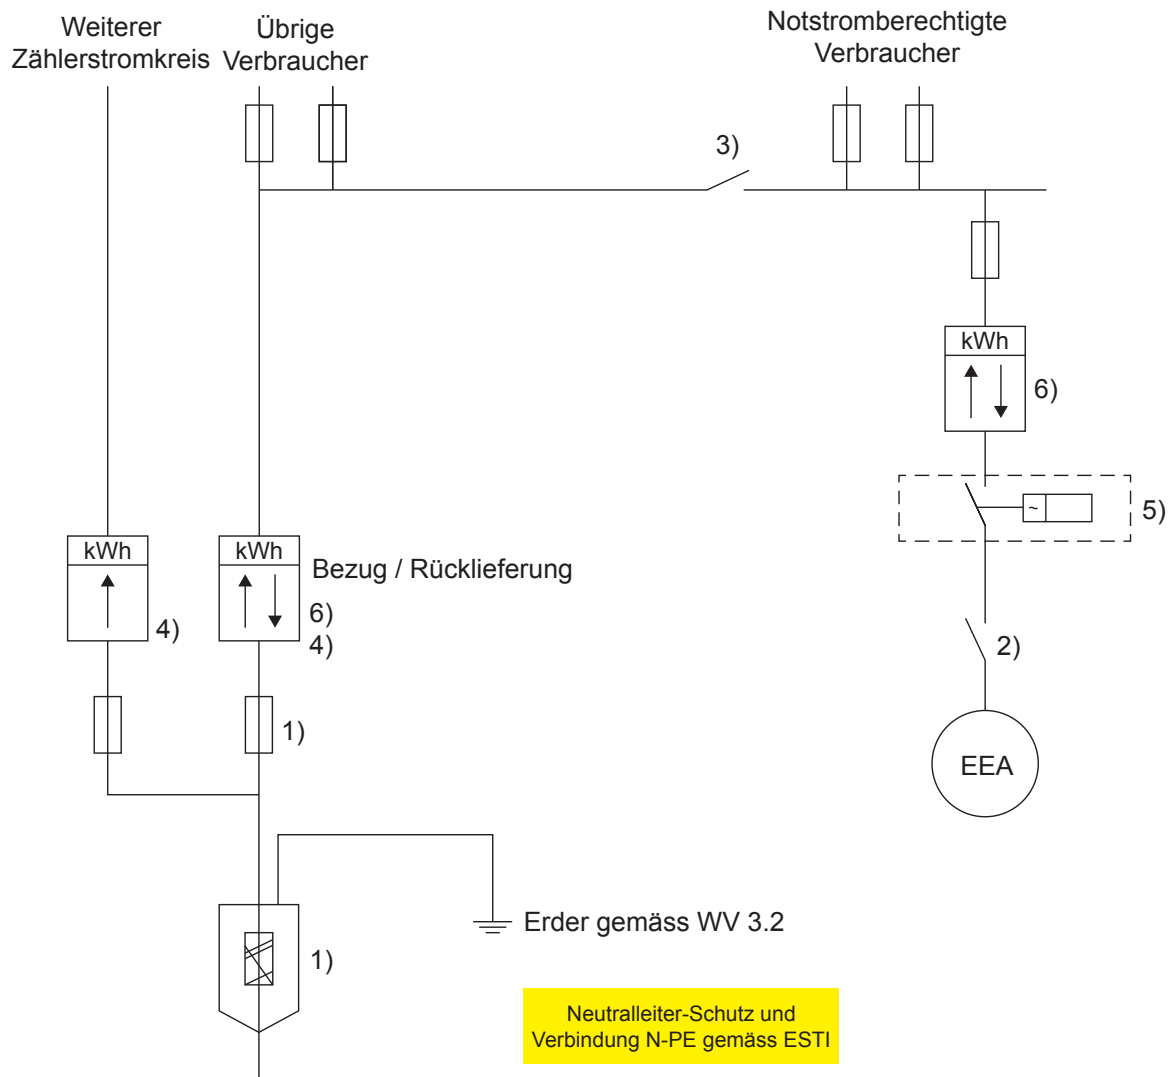 Weiterer
Zählerstromkreis
Übrige
Verbraucher
Notstromberechtigte
Verbraucher
3)
kWh
6)
5)
~
kWh
4)
kWh
Bezug / Rücklieferung
6)
4)
2)
1)
EEA
Erder gemäss WV 3.2
1)
Neutralleiter-Schutz und
Verbindung N-PE gemäss ESTI